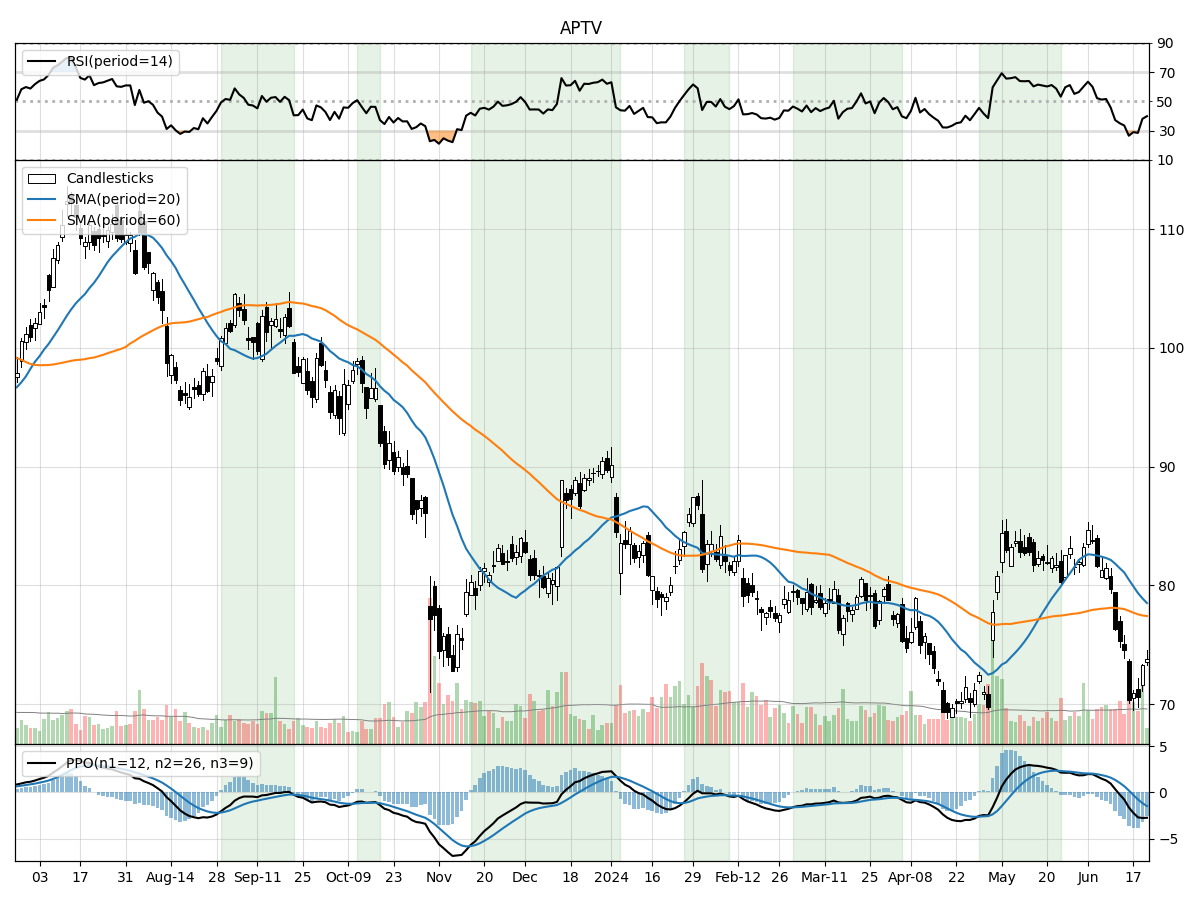 APTV
RSI(period=14)
90
70
50
30
10
Candlesticks
SMA(period=20)
SMA(period=60)
110
100
90
80
70
PPO(n1=12, n2=26, n3=9)
5
0
−5
03 17 31 Aug-14 28 Sep-11 25 Oct-09 23 Nov 20 Dec 18 2024 16 29 Feb-12 26 Mar-11 25 Apr-08 22 May 20 Jun 17